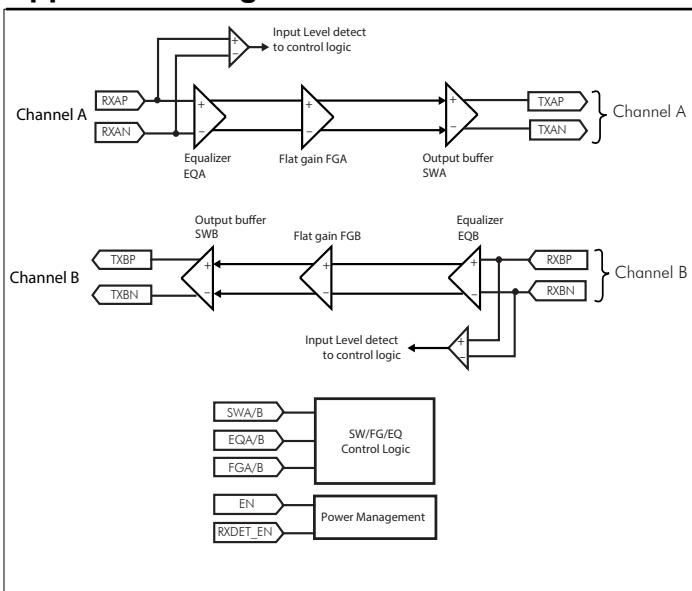 Input Level detect
to control logic
+
−
Channel A
RXAP
RXAN
+
−
+
−
TXAP
TXAN
Channel A
Equalizer
EQA
Flat gain FGA
Output buffer
SWA
Output buffer
SWB
Flat gain FGB
Equalizer
EQB
Channel B
TXBP
TXBN
+
−
+
−
+
−
RXBP
RXBN
Channel B
Input Level detect
to control logic
+
−
SWA/B
EQA/B
FGA/B
SW/FG/EQ
Control Logic
EN
RXDET_EN
Power Management